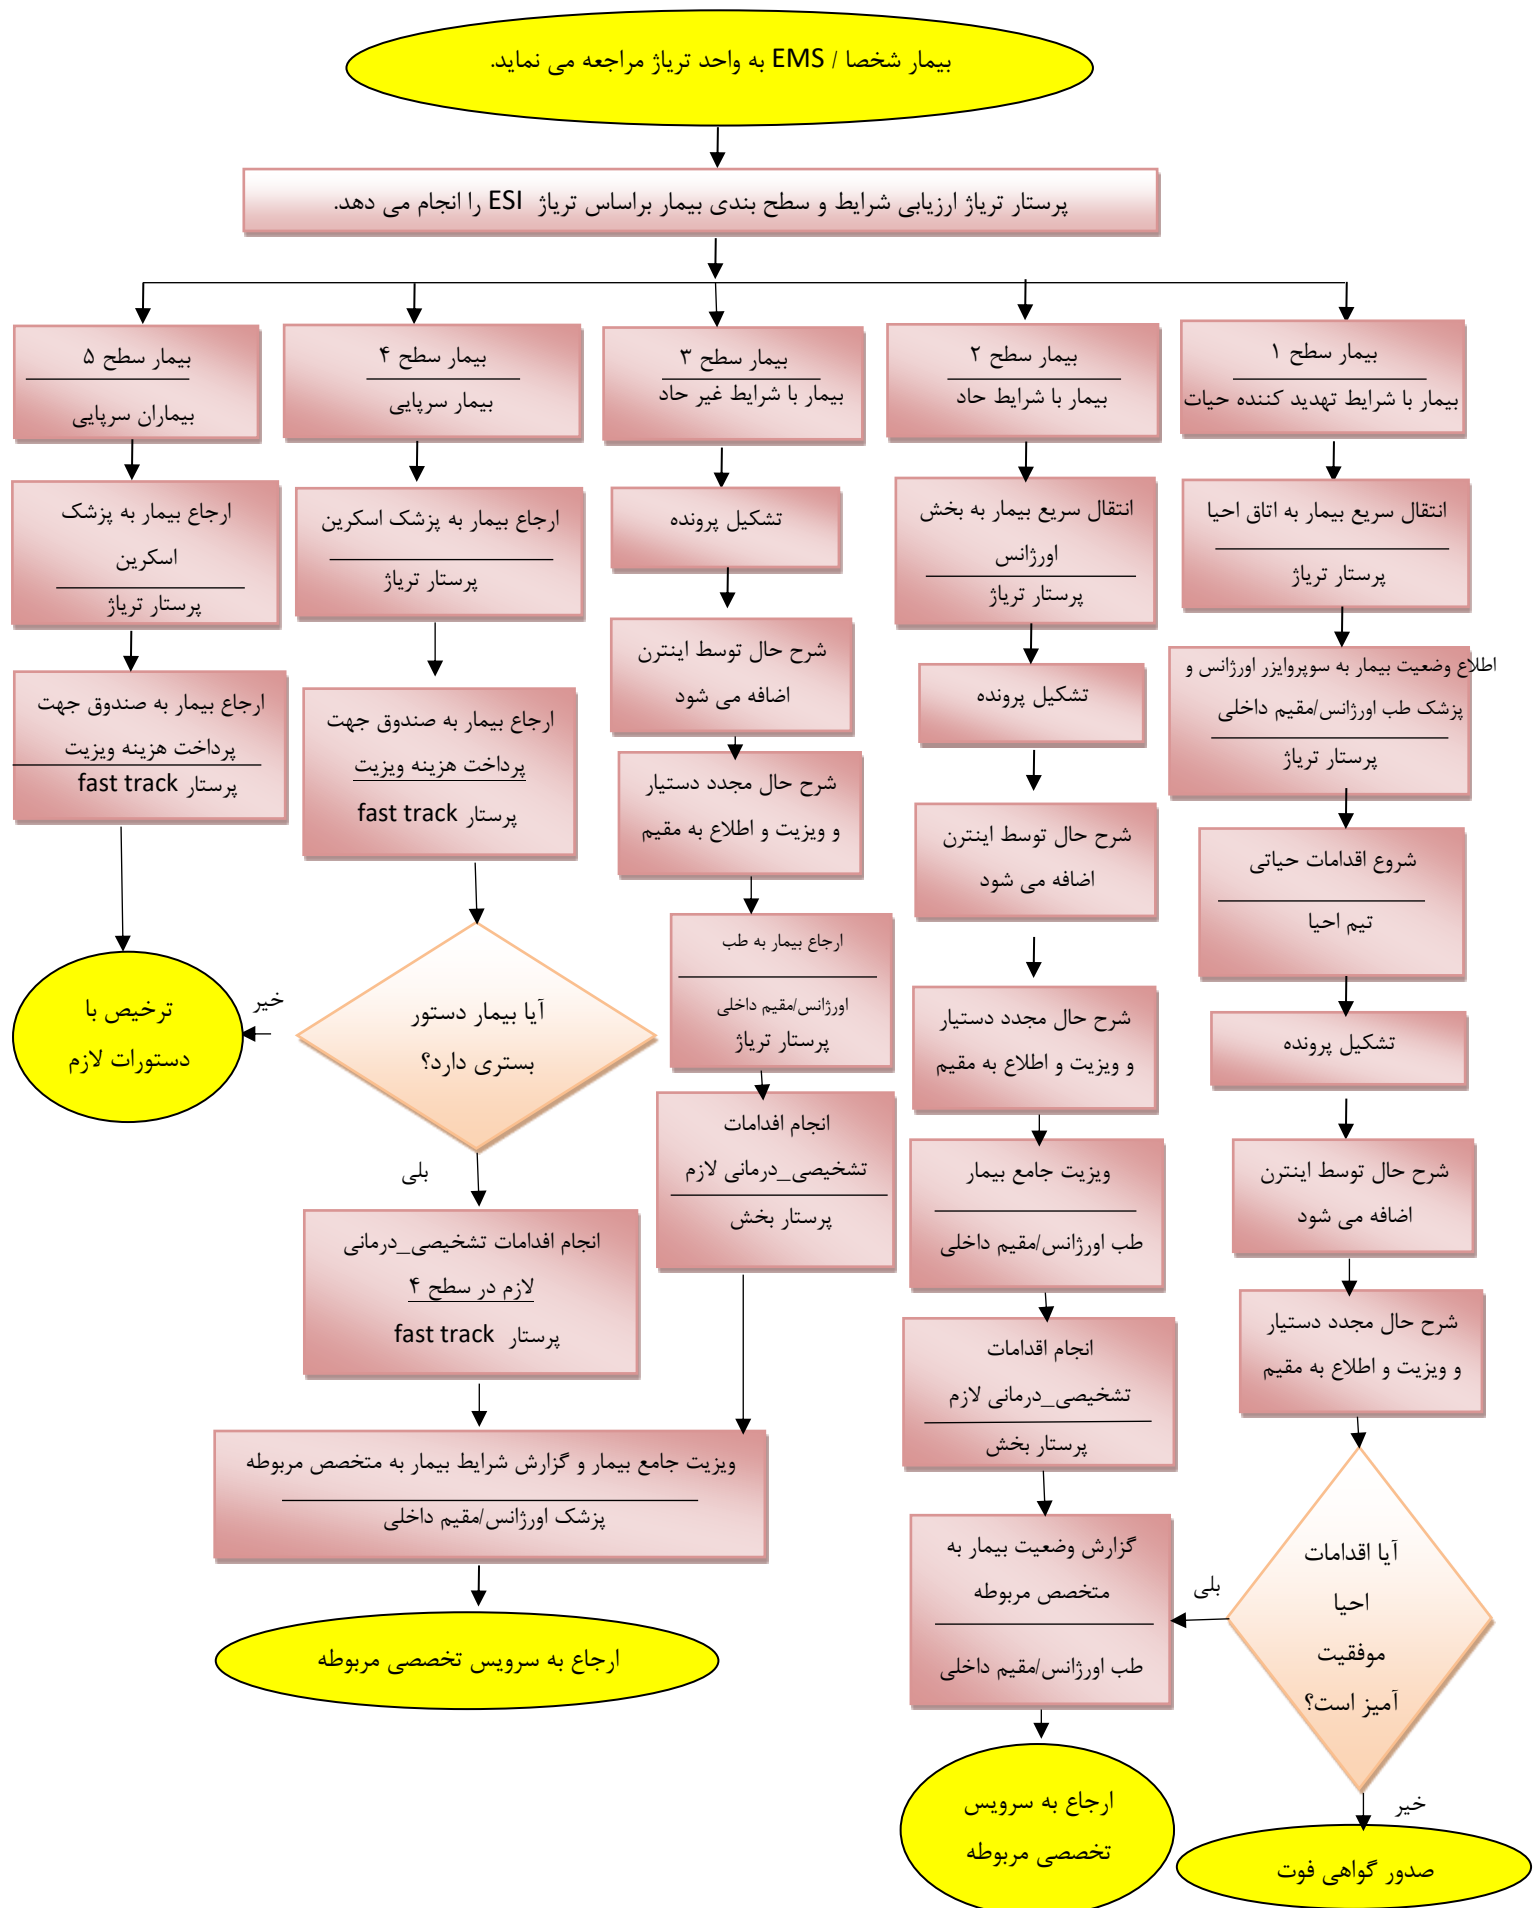 بیمار شخصا / EMS به واحد تریاژ مراجعه می نماید.
پرستار تریاژ ارزیابی شرایط و سطح بندی بیمار براساس تریاژ ESI را انجام می دهد.
بیمار سطح ۱
بیمار با شرایط تهدید کننده حیات
انتقال سریع بیمار به اتاق احیا
پرستار تریاژ
اطلاع وضعیت بیمار به سوپروایزر اورژانس و
پزشک طب اورژانس/مقیم داخلی
پرستار تریاژ
شروع اقدامات حیاتی
تیم احیا
تشکیل پرونده
شرح حال توسط اینترن
اضافه می شود
شرح حال مجدد دستیار
و ویزیت و اطلاع به مقیم
آیا اقدامات
احیا
موفقیت
آمیز است؟
بلی
خیر
صدور گواهی فوت
بیمار سطح ۲
بیمار با شرایط حاد
انتقال سریع بیمار به بخش
اورژانس
پرستار تریاژ
تشکیل پرونده
شرح حال توسط اینترن
اضافه می شود
شرح حال مجدد دستیار
و ویزیت و اطلاع به مقیم
ویزیت جامع بیمار
طب اورژانس/مقیم داخلی
انجام اقدامات
تشخیصی_درمانی لازم
پرستار بخش
گزارش وضعیت بیمار به
متخصص مربوطه
طب اورژانس/مقیم داخلی
ارجاع به سرویس
تخصصی مربوطه
بیمار سطح ۳
بیمار با شرایط غیر حاد
تشکیل پرونده
شرح حال توسط اینترن
اضافه می شود
شرح حال مجدد دستیار
و ویزیت و اطلاع به مقیم
ارجاع بیمار به طب
اورژانس/مقیم داخلی
پرستار تریاژ
انجام افدامات
تشخیصی_درمانی لازم
پرستار بخش
بیمار سطح ۴
بیمار سرپایی
ارجاع بیمار به پزشک اسکرین
پرستار تریاژ
ارجاع بیمار به صندوق جهت
پرداخت هزینه ویزیت
پرستار fast track
آیا بیمار دستور
بستری دارد؟
خیر
بلی
انجام افدامات تشخیصی_درمانی
لازم در سطح ۴
پرستار fast track
ویزیت جامع بیمار و گزارش شرایط بیمار به متخصص مربوطه
پزشک اورژانس/مقیم داخلی
ارجاع به سرویس تخصصی مربوطه
بیمار سطح ۵
بیماران سرپایی
ارجاع بیمار به پزشک
اسکرین
پرستار تریاژ
ارجاع بیمار به صندوق جهت
پرداخت هزینه ویزیت
پرستار fast track
ترخیص با
دستورات لازم